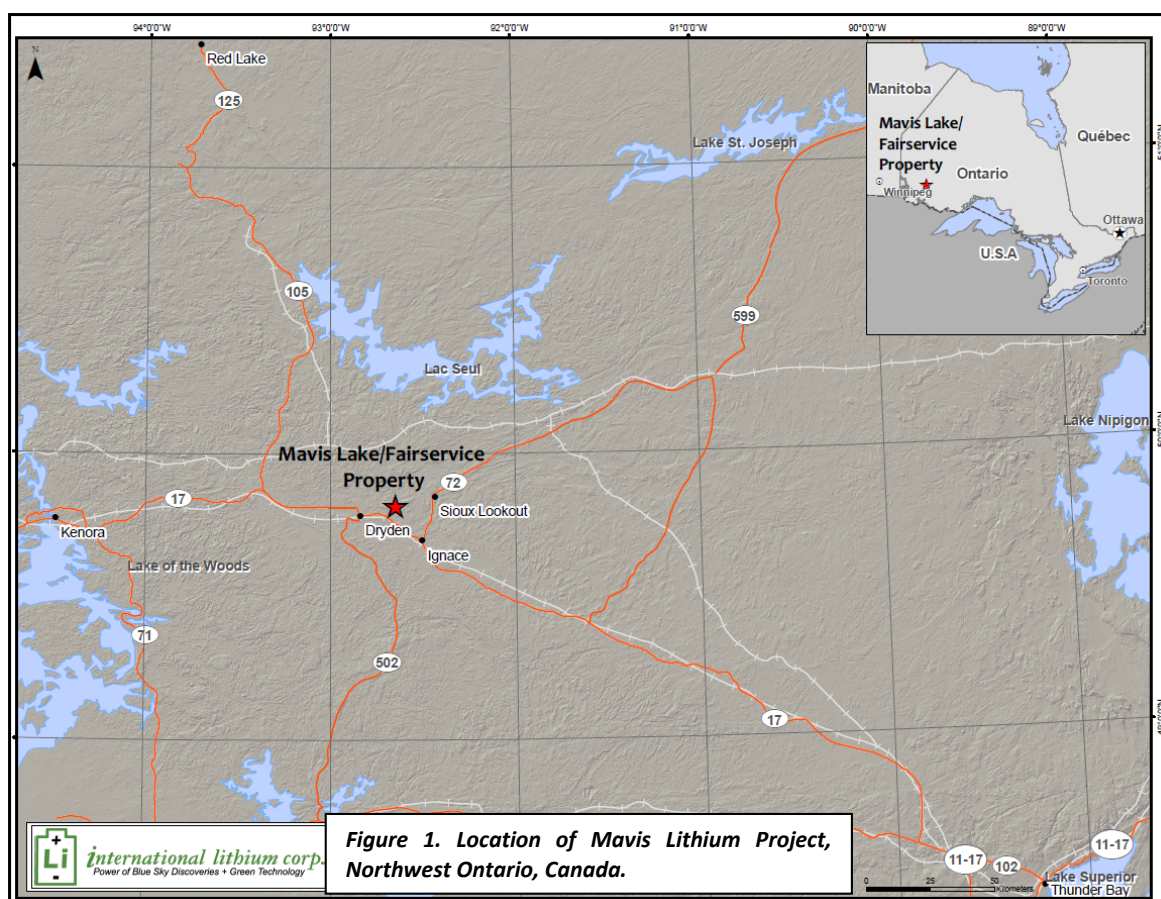 94°0'0"W
93°0'0"W
92°0'0"W
91°0'0"W
90°0'0"W
89°0'0"W
N
Red Lake
125
Lake St. Joseph
Manitoba
Mavis Lake/
Fairservice
Property
Québec
Ontario
Winnipeg
Ottawa
U.S.A
Toronto
105
599
Lac Seul
Lake Nipigon
Mavis Lake/Fairservice
Property
72
17
Sioux Lookout
Kenora
Dryden
Ignace
Lake of the Woods
71
502
17
Figure 1. Location of Mavis Lithium Project,
Northwest Ontario, Canada.
+
Li
-
international lithium corp.
Power of Blue Sky Discoveries + Green Technology
11-17
11-17
102
Lake Superior
Thunder Bay
0 25 50
Kilometers